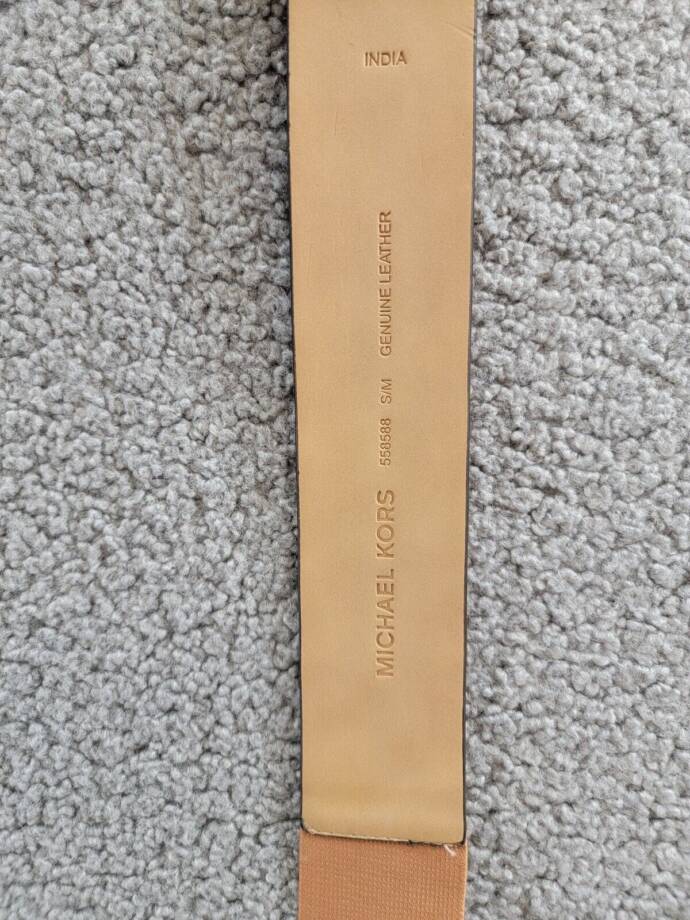 INDIA
MICHAEL KORS 558588 S/M GENUINE LEATHER